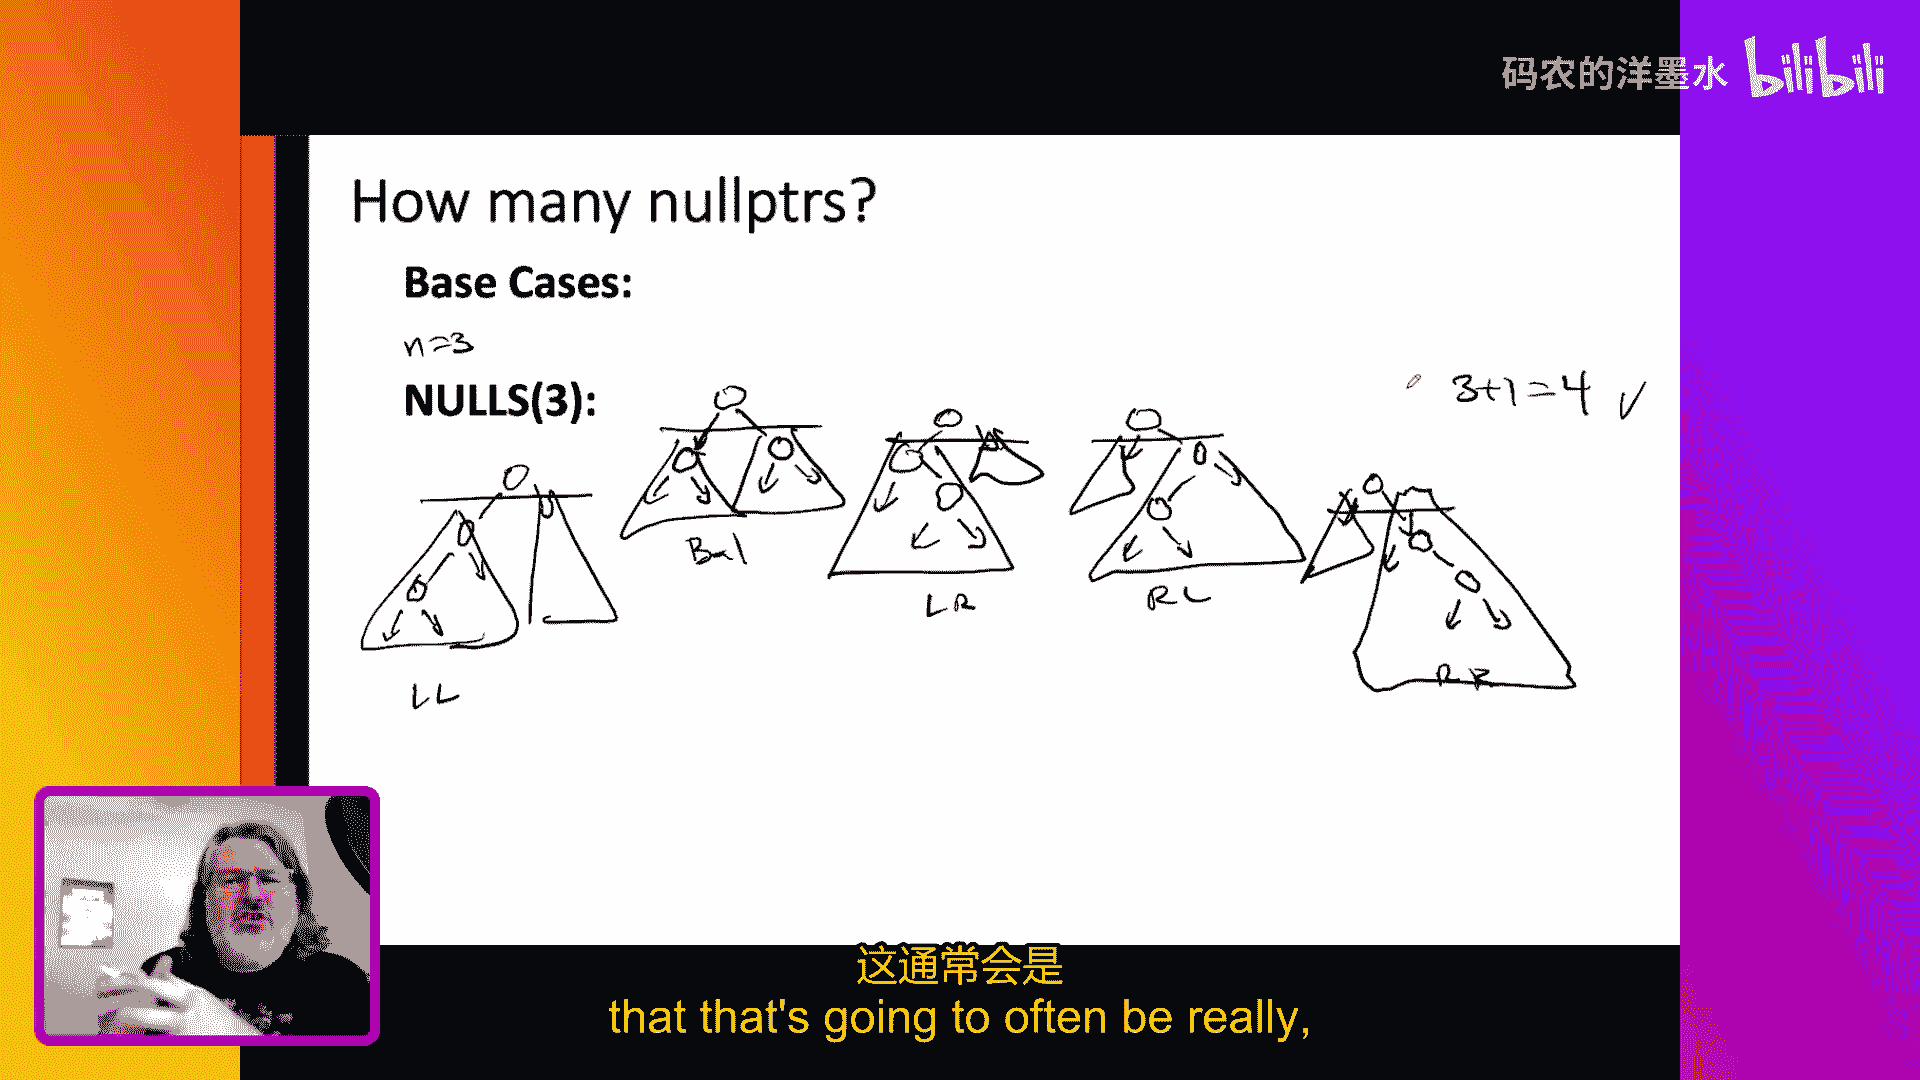 码农的洋墨水 bilibili
How many nullptrs?
Base Cases:
n=3
NULLS(3):
3+1=4 ✓
Bal
LR
RL
RR
LL
这通常会是
that that's going to often be really,